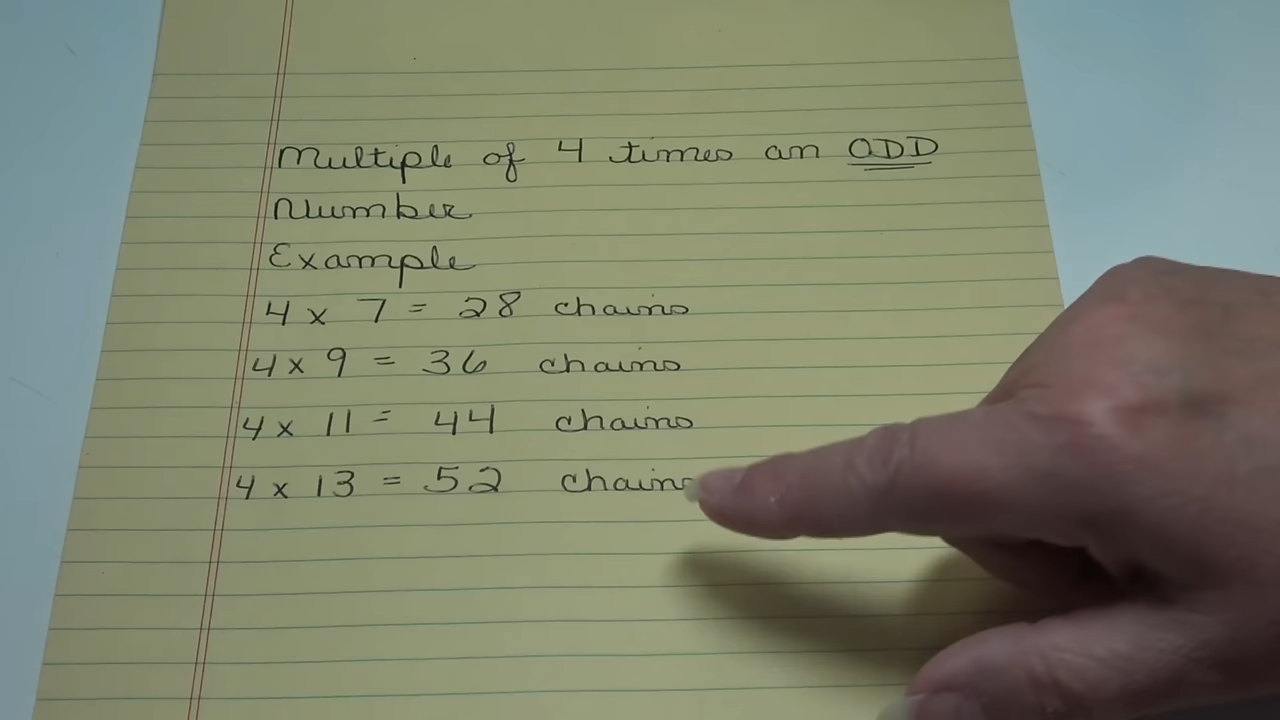 Multiple of 4 times an ODD
Number
Example
4 x 7 = 28 chains
4 x 9 = 36 chains
4 x 11 = 44 chains
4 x 13 = 52 chains